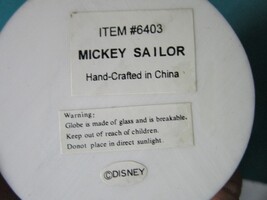 ITEM #6403
MICKEY SAILOR
Hand-Crafted in China
Warning:
Globe is made of glass and is breakable.
Keep out of reach of children.
Donot place in direct sunlight.
©DISNEY